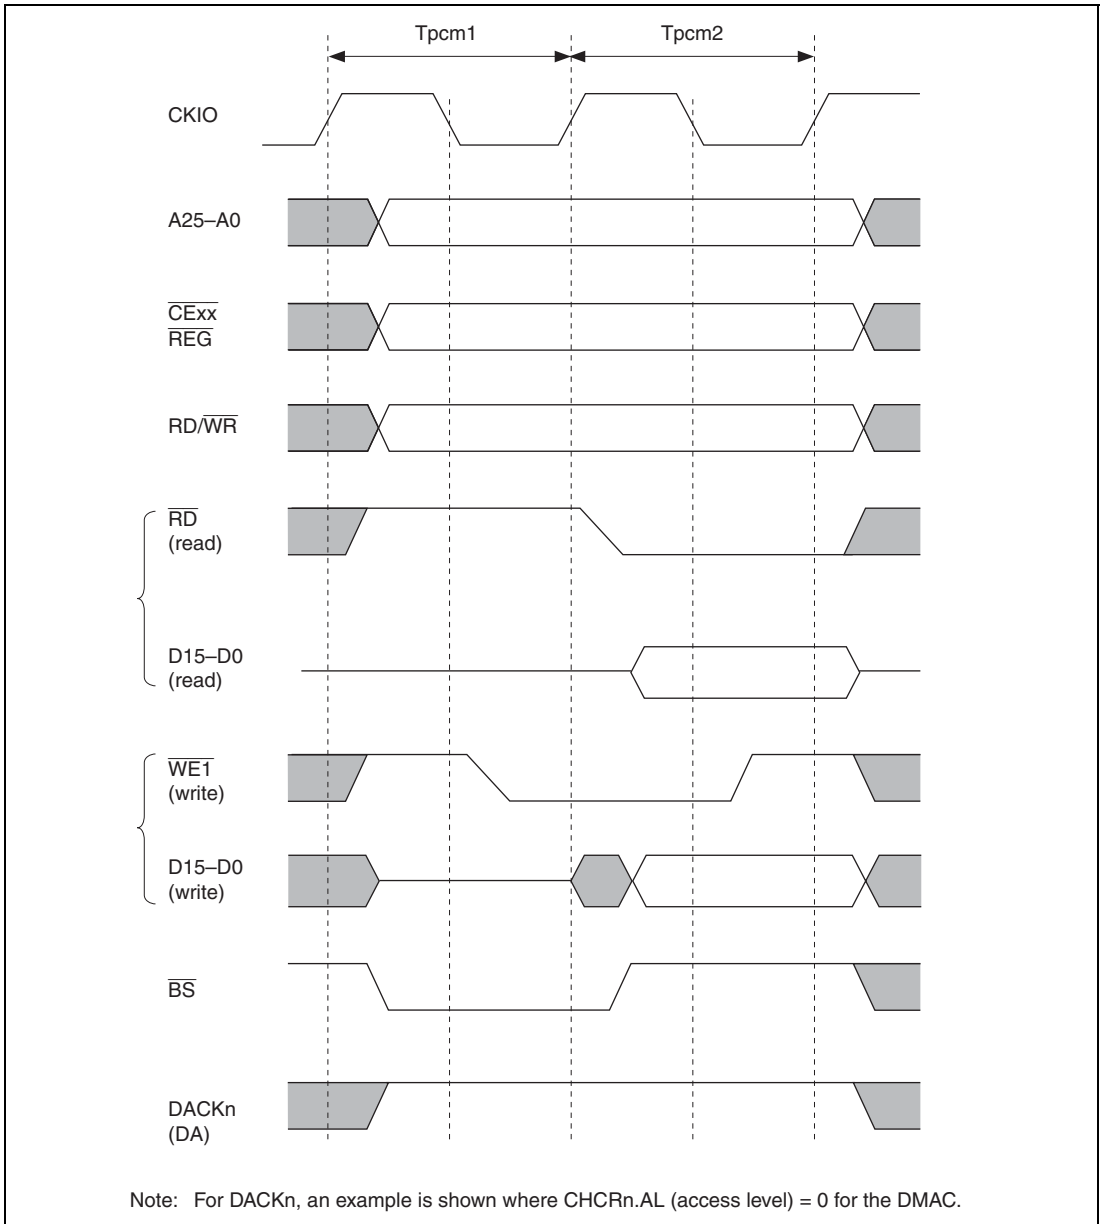 Tpcm1 Tpcm2
CKIO
A25–A0
CExx
REG
RD/WR
RD
(read)
D15–D0
(read)
WE1
(write)
D15–D0
(write)
BS
DACKn
(DA)
Note: For DACKn, an example is shown where CHCRn.AL (access level) = 0 for the DMAC.